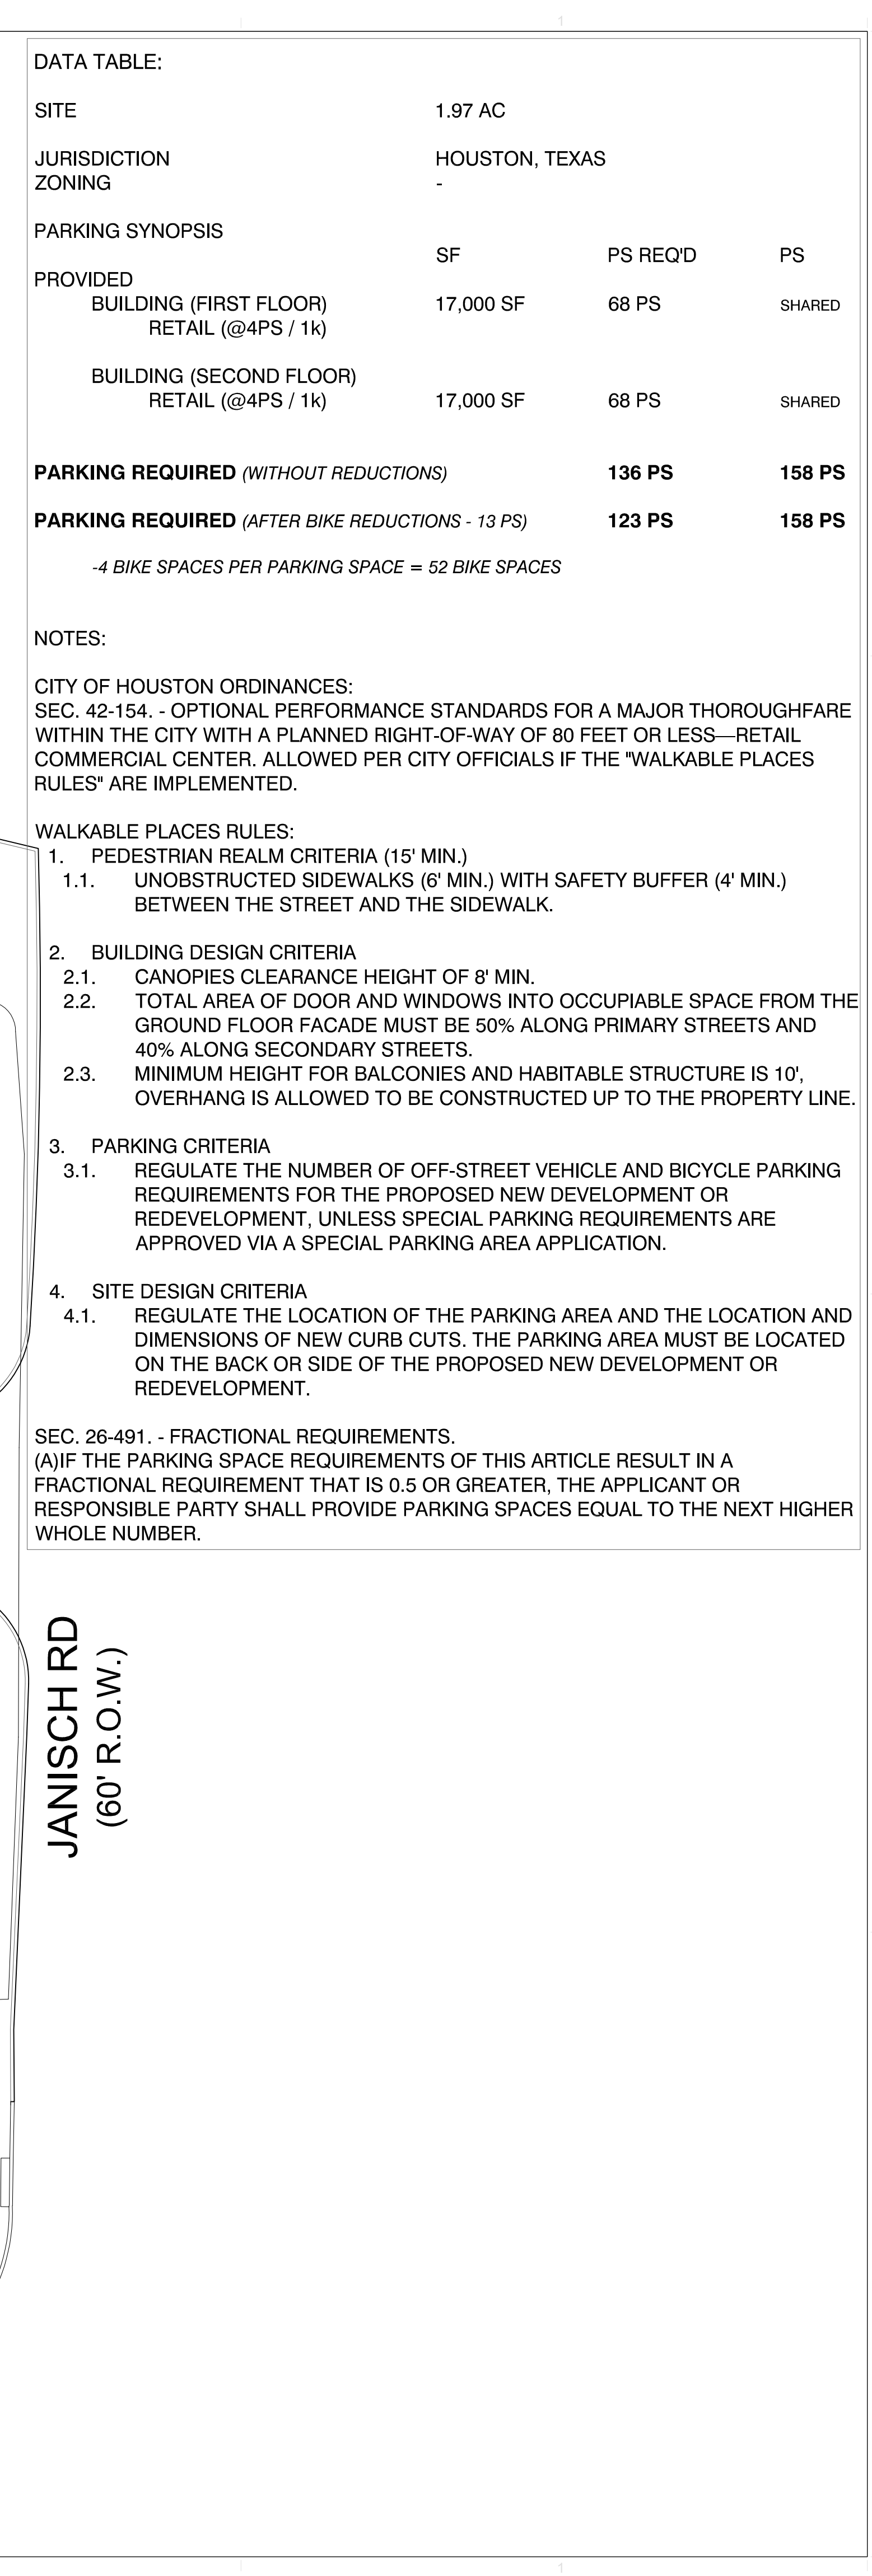 1
DATA TABLE:
SITE 1.97 AC
JURISDICTION HOUSTON, TEXAS
ZONING -
PARKING SYNOPSIS
SF PS REQ'D PS
PROVIDED
BUILDING (FIRST FLOOR) 17,000 SF 68 PS SHARED
RETAIL (@4PS / 1k)
BUILDING (SECOND FLOOR)
RETAIL (@4PS / 1k) 17,000 SF 68 PS SHARED
PARKING REQUIRED (WITHOUT REDUCTIONS) 136 PS 158 PS
PARKING REQUIRED (AFTER BIKE REDUCTIONS - 13 PS) 123 PS 158 PS
-4 BIKE SPACES PER PARKING SPACE = 52 BIKE SPACES
NOTES:
CITY OF HOUSTON ORDINANCES:
SEC. 42-154. - OPTIONAL PERFORMANCE STANDARDS FOR A MAJOR THOROUGHFARE
WITHIN THE CITY WITH A PLANNED RIGHT-OF-WAY OF 80 FEET OR LESS—RETAIL
COMMERCIAL CENTER. ALLOWED PER CITY OFFICIALS IF THE "WALKABLE PLACES
RULES" ARE IMPLEMENTED.
WALKABLE PLACES RULES:
1. PEDESTRIAN REALM CRITERIA (15' MIN.)
1.1. UNOBSTRUCTED SIDEWALKS (6' MIN.) WITH SAFETY BUFFER (4' MIN.)
BETWEEN THE STREET AND THE SIDEWALK.
2. BUILDING DESIGN CRITERIA
2.1. CANOPIES CLEARANCE HEIGHT OF 8' MIN.
2.2. TOTAL AREA OF DOOR AND WINDOWS INTO OCCUPIABLE SPACE FROM THE
GROUND FLOOR FACADE MUST BE 50% ALONG PRIMARY STREETS AND
40% ALONG SECONDARY STREETS.
2.3. MINIMUM HEIGHT FOR BALCONIES AND HABITABLE STRUCTURE IS 10',
OVERHANG IS ALLOWED TO BE CONSTRUCTED UP TO THE PROPERTY LINE.
3. PARKING CRITERIA
3.1. REGULATE THE NUMBER OF OFF-STREET VEHICLE AND BICYCLE PARKING
REQUIREMENTS FOR THE PROPOSED NEW DEVELOPMENT OR
REDEVELOPMENT, UNLESS SPECIAL PARKING REQUIREMENTS ARE
APPROVED VIA A SPECIAL PARKING AREA APPLICATION.
4. SITE DESIGN CRITERIA
4.1. REGULATE THE LOCATION OF THE PARKING AREA AND THE LOCATION AND
DIMENSIONS OF NEW CURB CUTS. THE PARKING AREA MUST BE LOCATED
ON THE BACK OR SIDE OF THE PROPOSED NEW DEVELOPMENT OR
REDEVELOPMENT.
SEC. 26-491. - FRACTIONAL REQUIREMENTS.
(A)IF THE PARKING SPACE REQUIREMENTS OF THIS ARTICLE RESULT IN A
FRACTIONAL REQUIREMENT THAT IS 0.5 OR GREATER, THE APPLICANT OR
RESPONSIBLE PARTY SHALL PROVIDE PARKING SPACES EQUAL TO THE NEXT HIGHER
WHOLE NUMBER.
JANISCH RD
(60' R.O.W.)
1